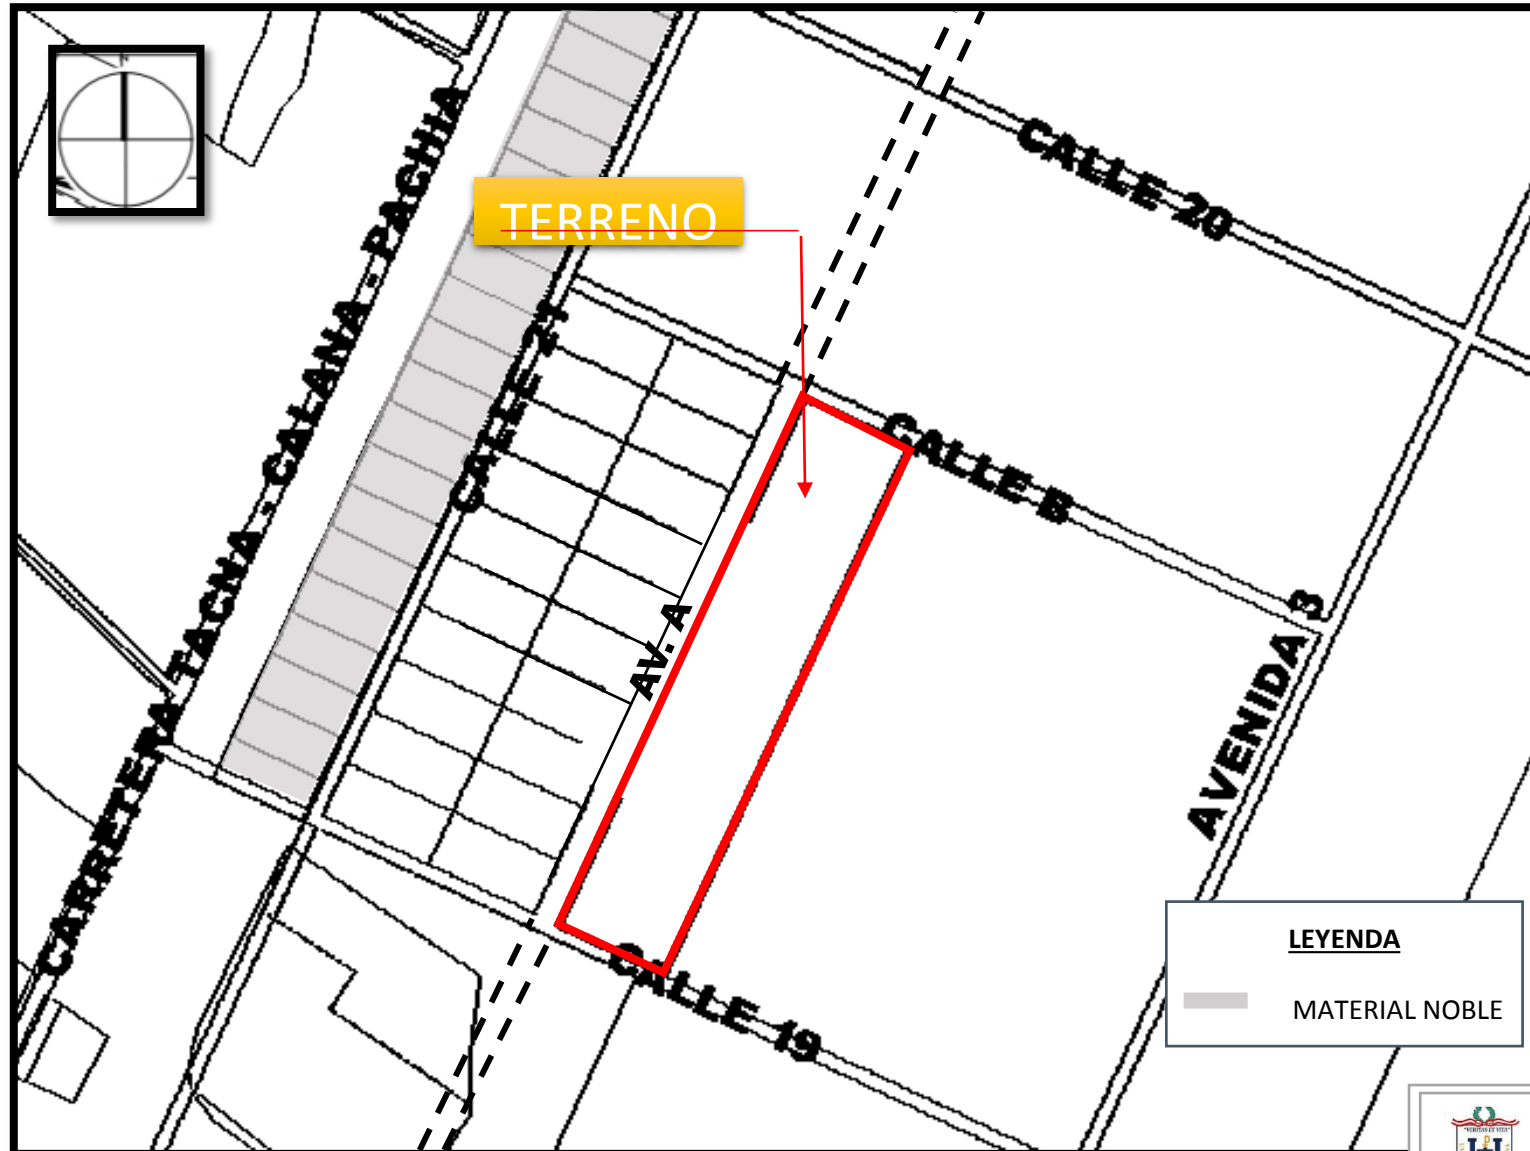 CALLE 20
CARRETERA TACNA - CALANA - PACHIA
TERRENO
CALLE 21
CALLE B
AV. A
AVENIDA 3
CALLE 19
LEYENDA
MATERIAL NOBLE